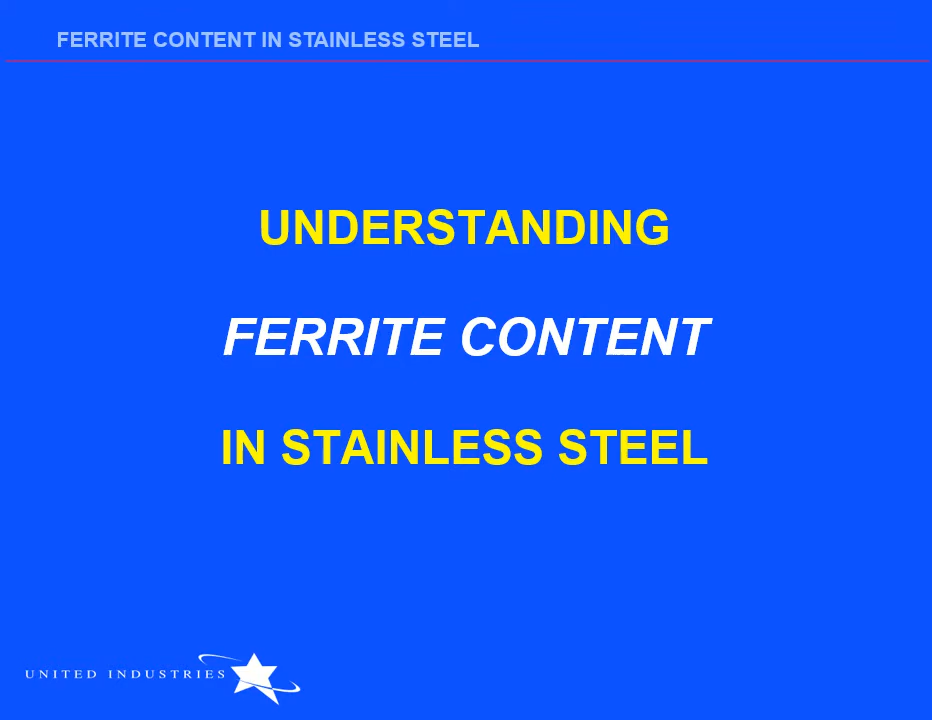 FERRITE CONTENT IN STAINLESS STEEL
UNDERSTANDING
FERRITE CONTENT
IN STAINLESS STEEL
UNITED INDUSTRIES